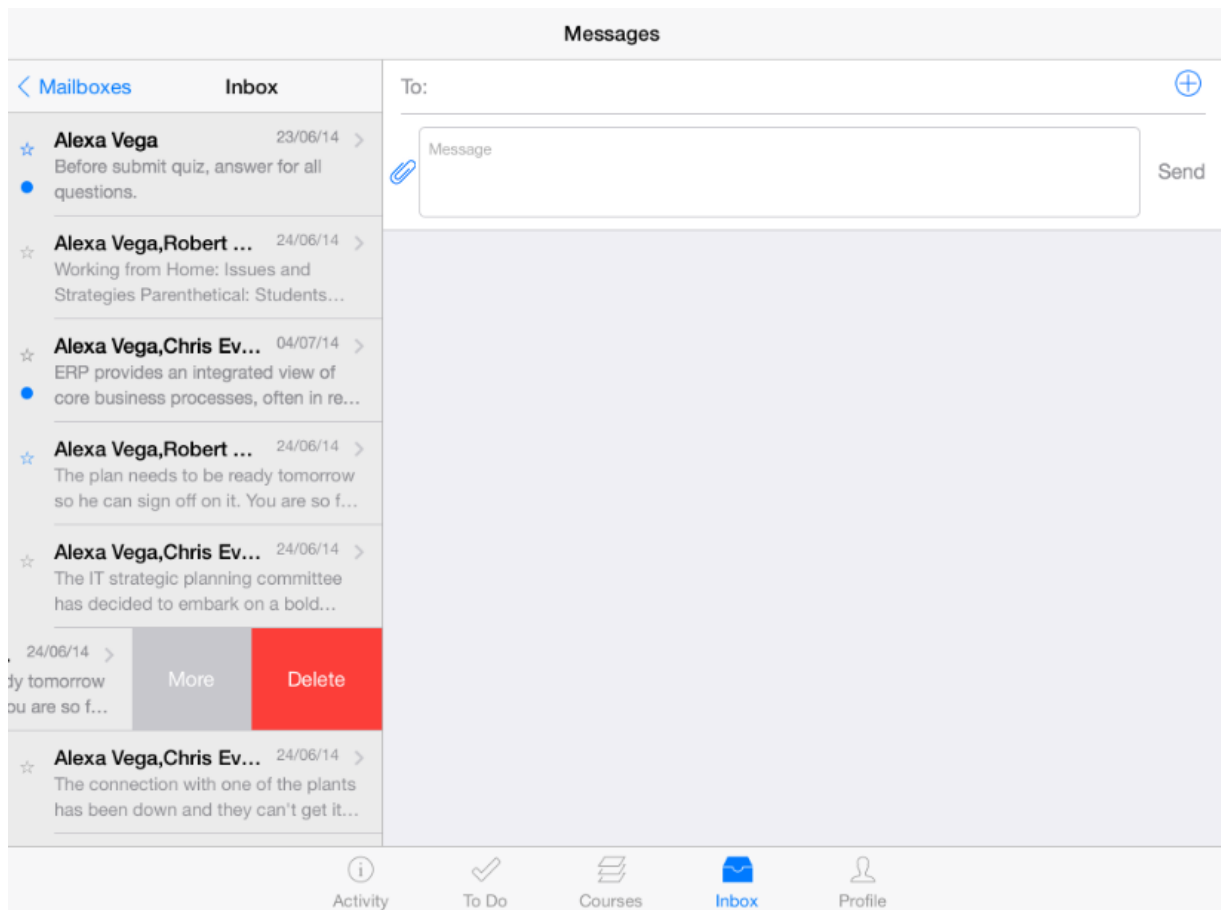 Messages
Mailboxes
Inbox
To:
Alexa Vega 23/06/14
Before submit quiz, answer for all
questions.
Message
Send
Alexa Vega,Robert ... 24/06/14
Working from Home: Issues and
Strategies Parenthetical: Students...
Alexa Vega,Chris Ev... 04/07/14
ERP provides an integrated view of
core business processes, often in re...
Alexa Vega,Robert ... 24/06/14
The plan needs to be ready tomorrow
so he can sign off on it. You are so f...
Alexa Vega,Chris Ev... 24/06/14
The IT strategic planning committee
has decided to embark on a bold...
24/06/14
dy tomorrow
ou are so f...
More
Delete
Alexa Vega,Chris Ev... 24/06/14
The connection with one of the plants
has been down and they can't get it...
Activity
To Do
Courses
Inbox
Profile